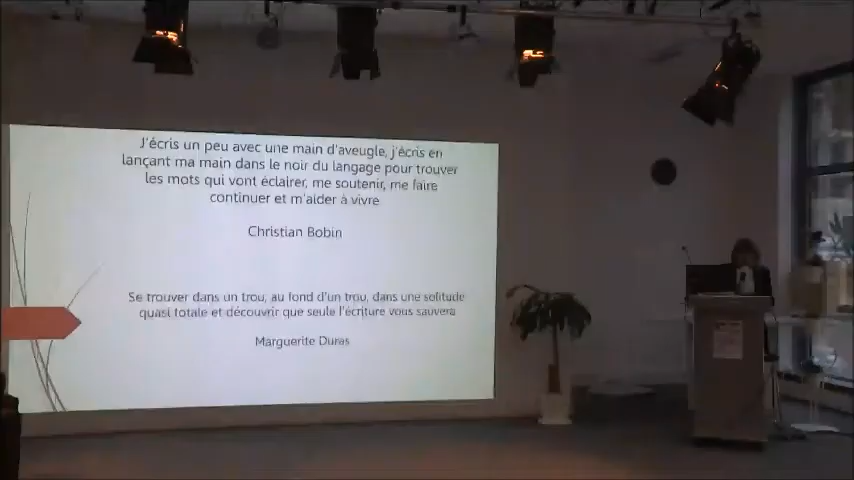 J'écris un peu avec une main d'aveugle, j'écris en
lançant ma main dans le noir du langage pour trouver
les mots qui vont éclairer, me soutenir, me faire
continuer et m'aider à vivre
Christian Bobin
Se trouver dans un trou, au fond d'un trou, dans une solitude
quasi totale et découvrir que seule l'écriture vous sauvera
Marguerite Duras